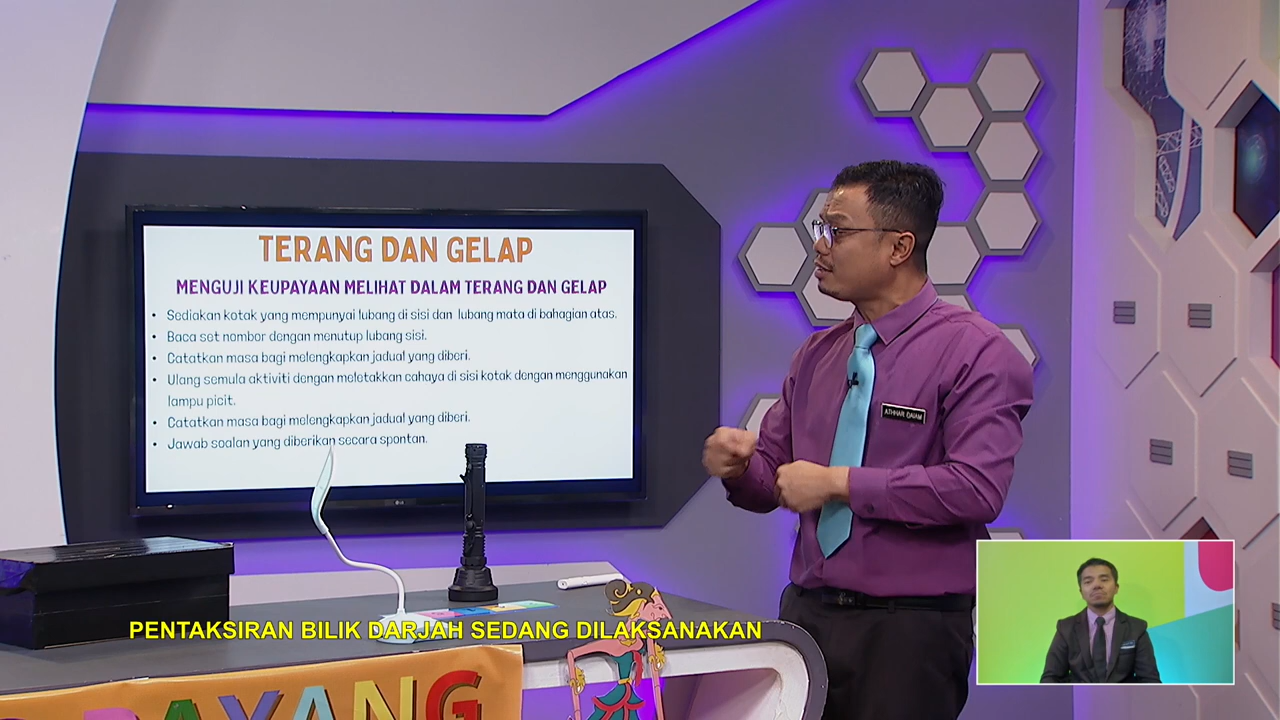 TERANG DAN GELAP
MENGUJI KEUPAYAAN MELIHAT DALAM TERANG DAN GELAP
• Sediakan kotak yang mempunyai lubang di sisi dan lubang mata di bahagian atas.
• Baca set nombor dengan menutup lubang sisi.
• Catatkan masa bagi melengkapkan jadual yang diberi.
• Ulang semula aktiviti dengan meletakkan cahaya di sisi kotak dengan menggunakan
lampu picit.
• Catatkan masa bagi melengkapkan jadual yang diberi.
• Jawab soalan yang diberikan secara spontan.
LG
ATHHAR QAIAM
PENTAKSIRAN BILIK DARJAH SEDANG DILAKSANAKAN
WAYANG